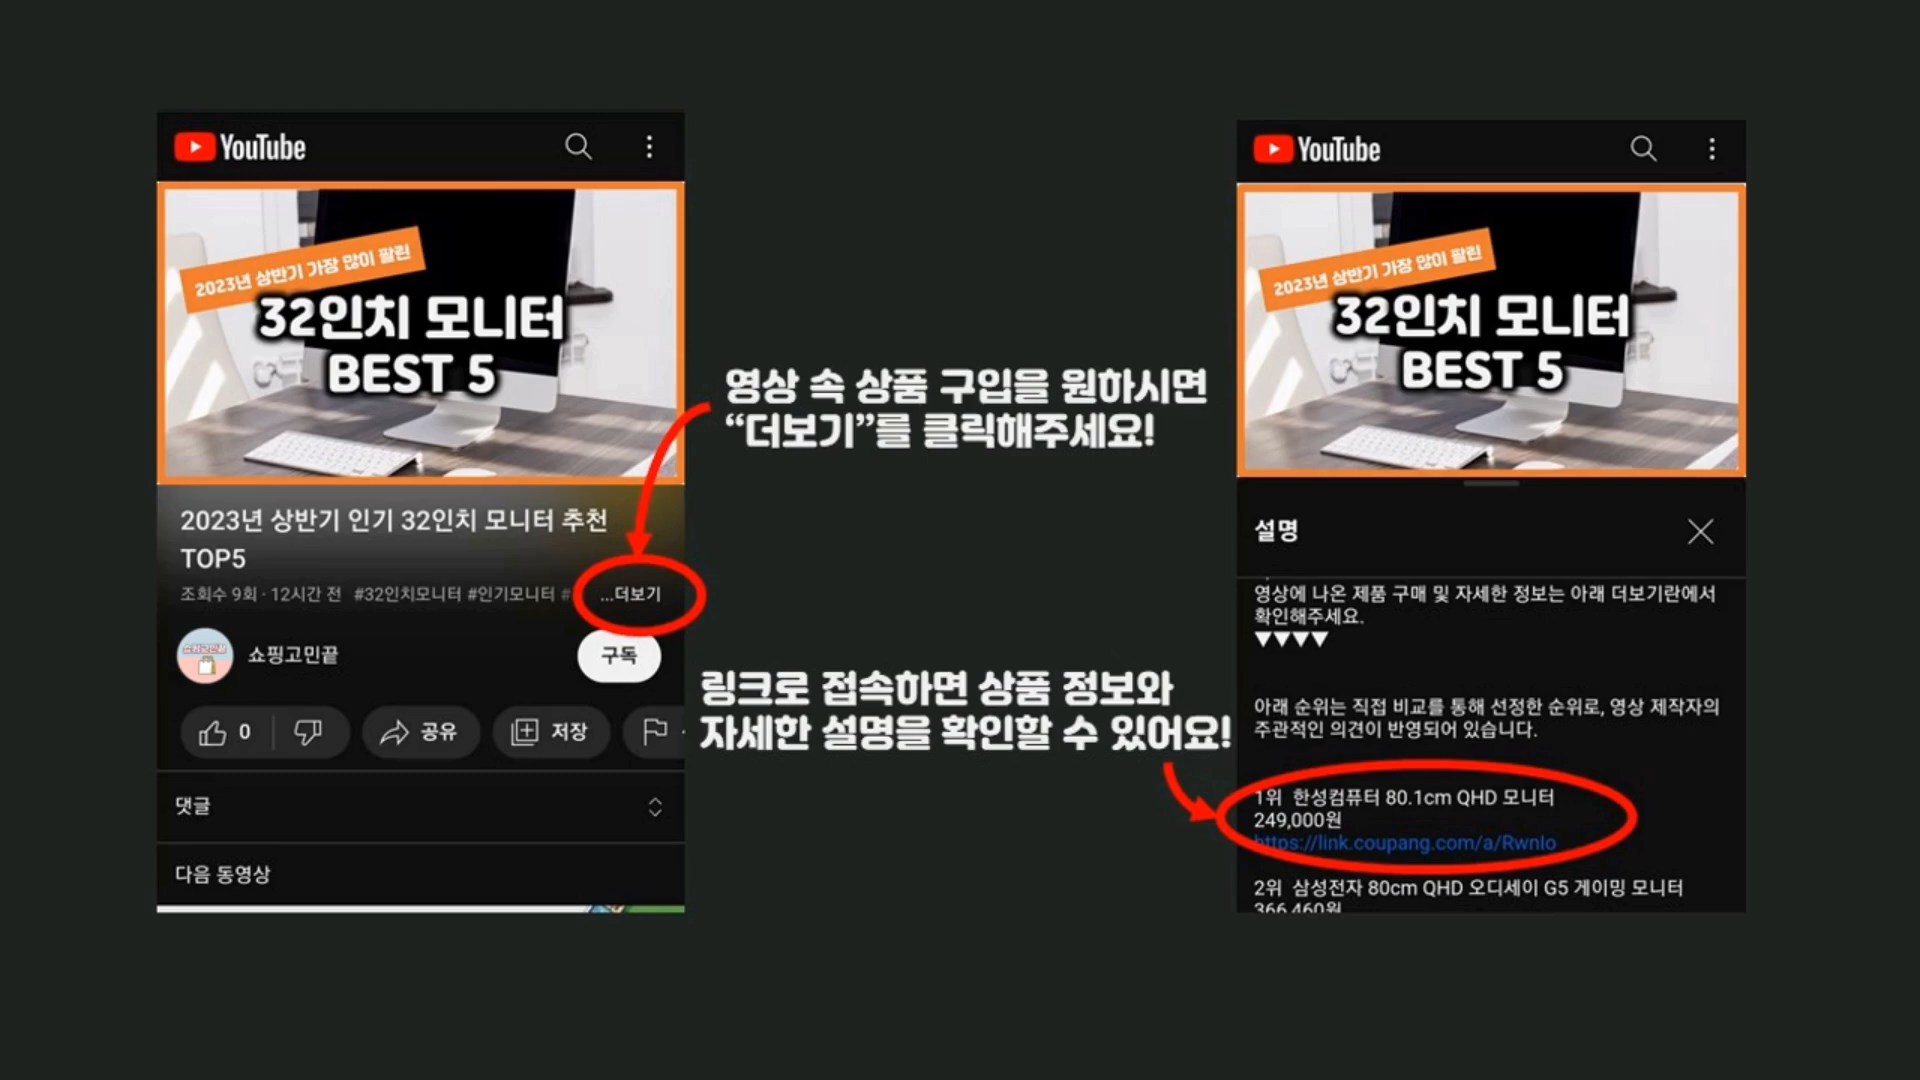 YouTube
2023년 상반기 가장 많이 팔린
32인치 모니터
BEST 5
2023년 상반기 인기 32인치 모니터 추천
TOP5
조회수 9회 · 12시간 전 #32인치모니터 #인기모니터 # ...더보기
쇼핑고민끝
쇼핑고민끝
구독
0
공유
저장
댓글
다음 동영상
영상 속 상품 구입을 원하시면
“더보기”를 클릭해주세요!
링크로 접속하면 상품 정보와
자세한 설명을 확인할 수 있어요!
YouTube
2023년 상반기 가장 많이 팔린
32인치 모니터
BEST 5
설명
영상에 나온 제품 구매 및 자세한 정보는 아래 더보기란에서
확인해주세요.
▼▼▼▼
아래 순위는 직접 비교를 통해 선정한 순위로, 영상 제작자의
주관적인 의견이 반영되어 있습니다.
1위 한성컴퓨터 80.1cm QHD 모니터
249,000원
https://link.coupang.com/a/RwnIo
2위 삼성전자 80cm QHD 오디세이 G5 게이밍 모니터
366,460원